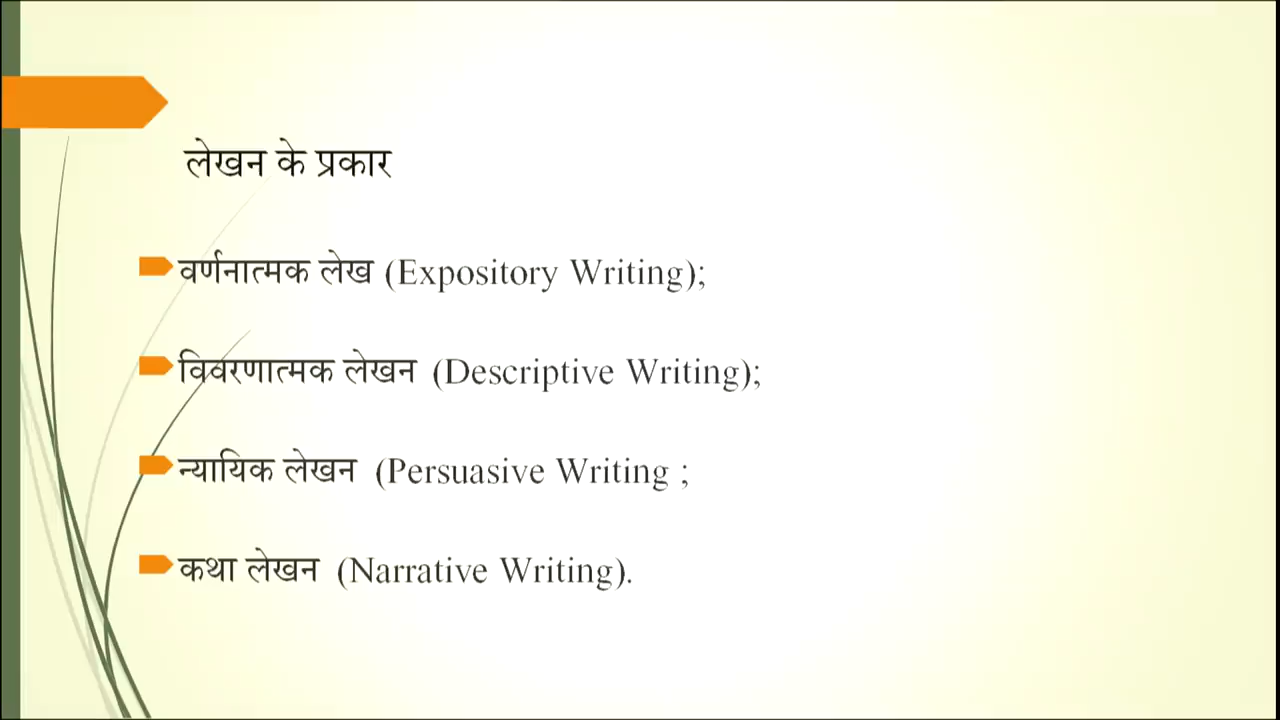 लेखन के प्रकार
वर्णनात्मक लेख (Expository Writing);
विवरणात्मक लेखन (Descriptive Writing);
न्यायिक लेखन (Persuasive Writing ;
कथा लेखन (Narrative Writing).